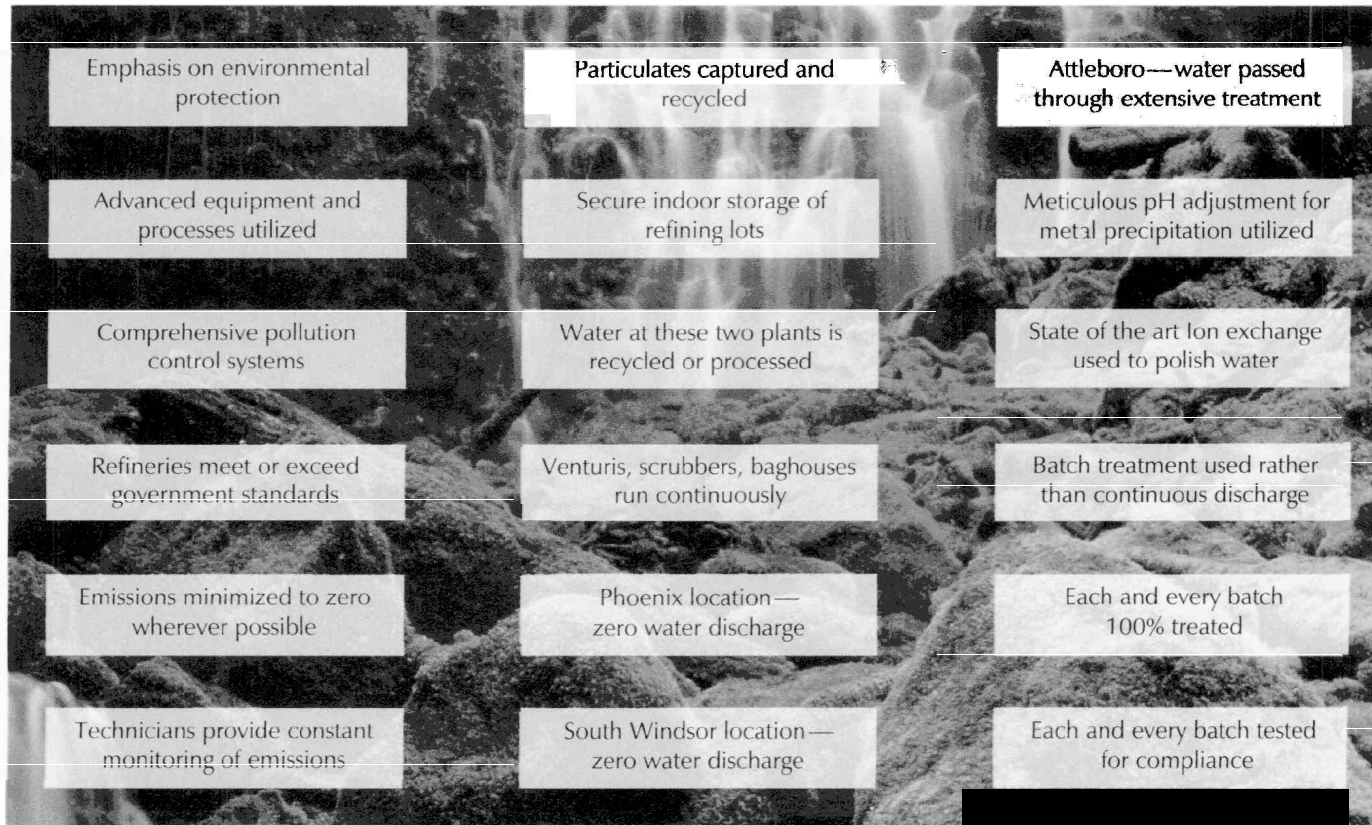 Emphasis on environmental
protection
Advanced equipment and
processes utilized
Comprehensive pollution
control systems
Refineries meet or exceed
government standards
Emissions minimized to zero
wherever possible
Technicians provide constant
monitoring of emissions
Particulates captured and
recycled
Secure indoor storage of
refining lots
Water at these two plants is
recycled or processed
Venturis, scrubbers, baghouses
run continuously
Phoenix location—
zero water discharge
South Windsor location—
zero water discharge
Attleboro—water passed
through extensive treatment
Meticulous pH adjustment for
metal precipitation utilized
State of the art Ion exchange
used to polish water
Batch treatment used rather
than continuous discharge
Each and every batch
100% treated
Each and every batch tested
for compliance